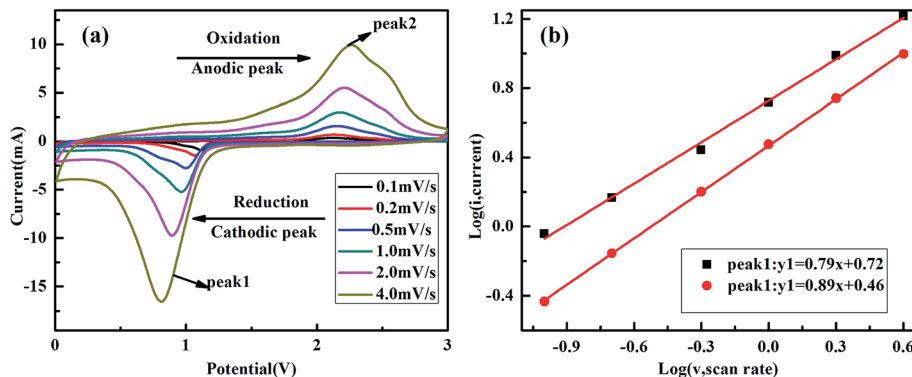 (a)
Oxidation
Anodic peak
peak2
Current(mA)
10
5
0
-5
-10
-15
Reduction
Cathodic peak
peak1
0.1mV/s
0.2mV/s
0.5mV/s
1.0mV/s
2.0mV/s
4.0mV/s
0
1
2
3
Potential(V)
(b)
Log(i,current)
1.2
0.8
0.4
0.0
-0.4
peak1:y1=0.79x+0.72
peak1:y1=0.89x+0.46
-0.9
-0.6
-0.3
0.0
0.3
0.6
Log(v,scan rate)